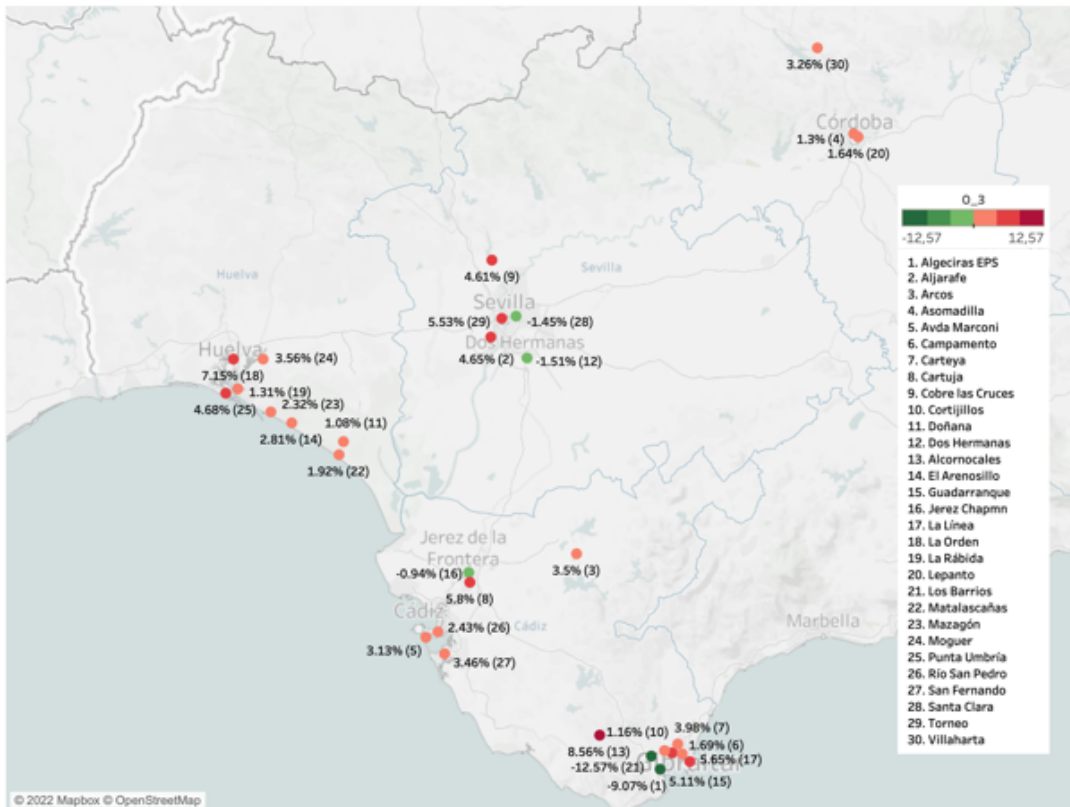 3.26% (30)
Córdoba
1.3% (4)
1.64% (20)
O_3
-12,57 12,57
1. Algeciras EPS
2. Aljarafe
3. Arcos
4. Asomadilla
5. Avda Marconi
6. Campamento
7. Carteya
8. Cartuja
9. Cobre las Cruces
10. Cortijillos
11. Doñana
12. Dos Hermanas
13. Alcornocales
14. El Arenosillo
15. Guadarranque
16. Jerez Chapmn
17. La Línea
18. La Orden
19. La Rábida
20. Lepanto
21. Los Barrios
22. Matalascañas
23. Mazagón
24. Moguer
25. Punta Umbría
26. Río San Pedro
27. San Fernando
28. Santa Clara
29. Torneo
30. Villaharta
Huelva
Sevilla
4.61% (9)
Sevilla
5.53% (29) -1.45% (28)
Dos Hermanas
4.65% (2) -1.51% (12)
Huelva
3.56% (24)
7.15% (18)
1.31% (19)
4.68% (25) 2.32% (23)
2.81% (14) 1.08% (11)
1.92% (22)
Jerez de la
Frontera
-0.94% (16)
5.8% (8)
3.5% (3)
Cádiz
2.43% (26)
Cádiz
3.13% (5)
3.46% (27)
Marbella
1.16% (10) 3.98% (7)
8.56% (13) 1.69% (6)
-12.57% (21) Gibraltar 5.65% (17)
-9.07% (1) 5.11% (15)
© 2022 Mapbox © OpenStreetMap